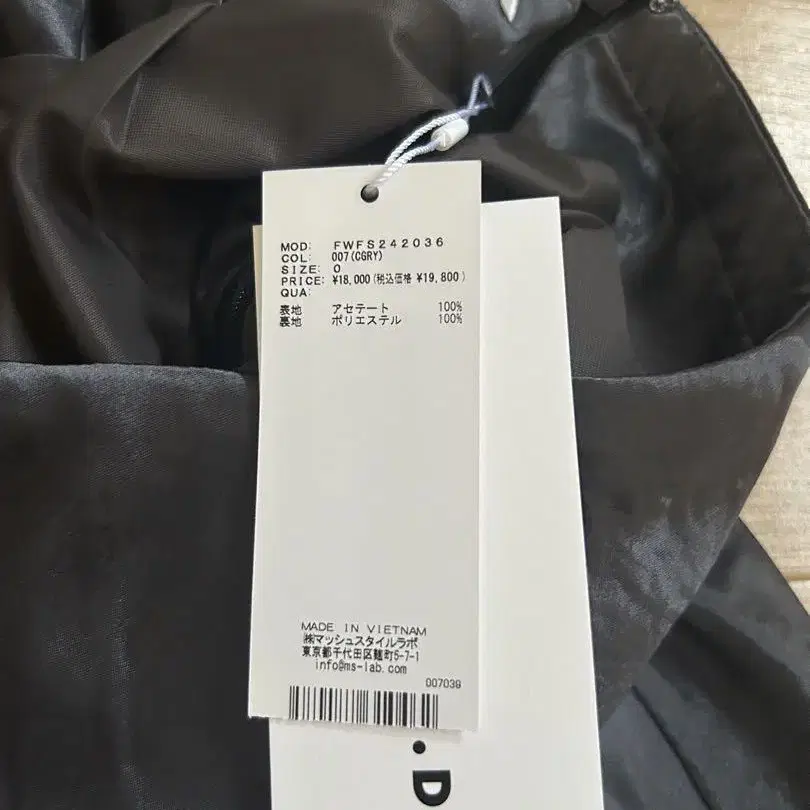 MOD: FWFS242036
COL: 007(CGRY)
SIZE: 0
PRICE: ¥18,000(税込価格 ¥19,800)
QUA:
表地 アセテート 100%
裏地 ポリエステル 100%
MADE IN VIETNAM
㈱マッシュスタイルラボ
東京都千代田区麹町5-7-1
info@ms-lab.com
007039
.D